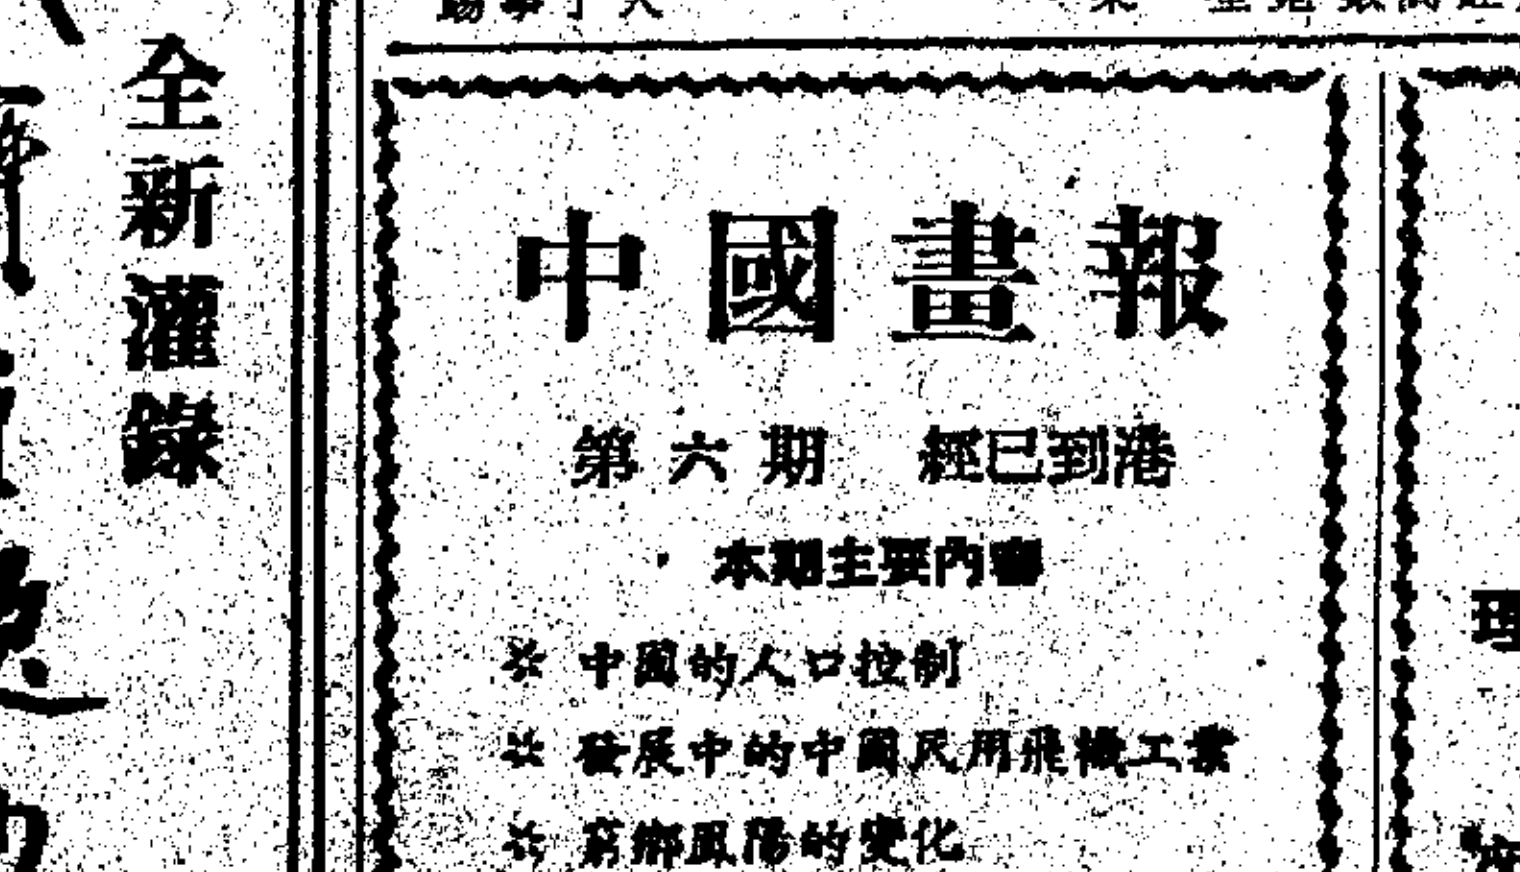 全新灌錄
中國畫報
第六期 經已到港
本期主要內容
中國的人口控制
發展中的中國民用飛機工業
窮鄉鳳陽的變化